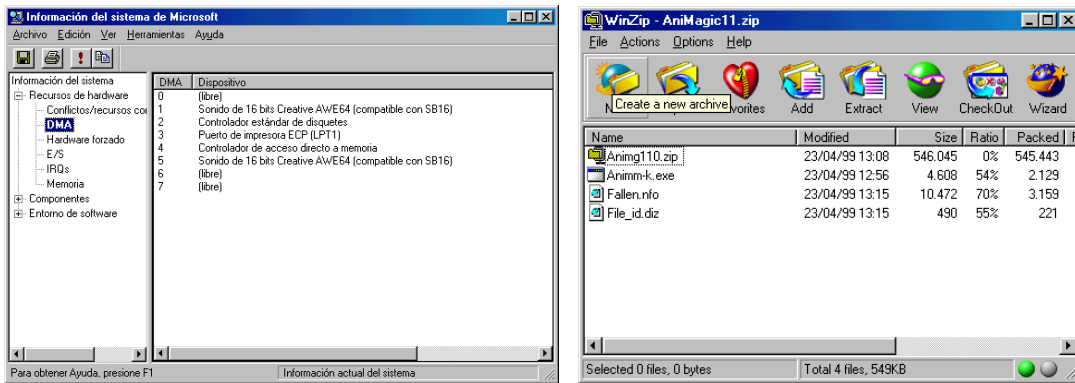 Información del sistema de Microsoft
Archivo Edición Ver Herramientas Ayuda
Información del sistema
Recursos de hardware
Conflictos/recursos
DMA
Hardware forzado
E/S
IRQs
Memoria
Componentes
Entorno de software
DMA Dispositivo
0 (libre)
1 Sonido de 16 bits Creative AWE64 (compatible con SB16)
2 Controlador estándar de disquetes
3 Puerto de impresora ECP (LPT1)
4 Controlador de acceso directo a memoria
5 Sonido de 16 bits Creative AWE64 (compatible con SB16)
6 (libre)
7 (libre)
Para obtener Ayuda, presione F1 Información actual del sistema
WinZip - AniMagic11.zip
File Actions Options Help
Create a new archive Add Extract View CheckOut Wizard
Name Modified Size Ratio Packed
Animg110.zip 23/04/99 13:08 546.045 0% 545.443
Animm-k.exe 23/04/99 12:56 4.608 54% 2.129
Fallen.nfo 23/04/99 13:15 10.472 70% 3.159
File_id.diz 23/04/99 13:15 490 55% 221
Selected 0 files, 0 bytes Total 4 files, 549KB